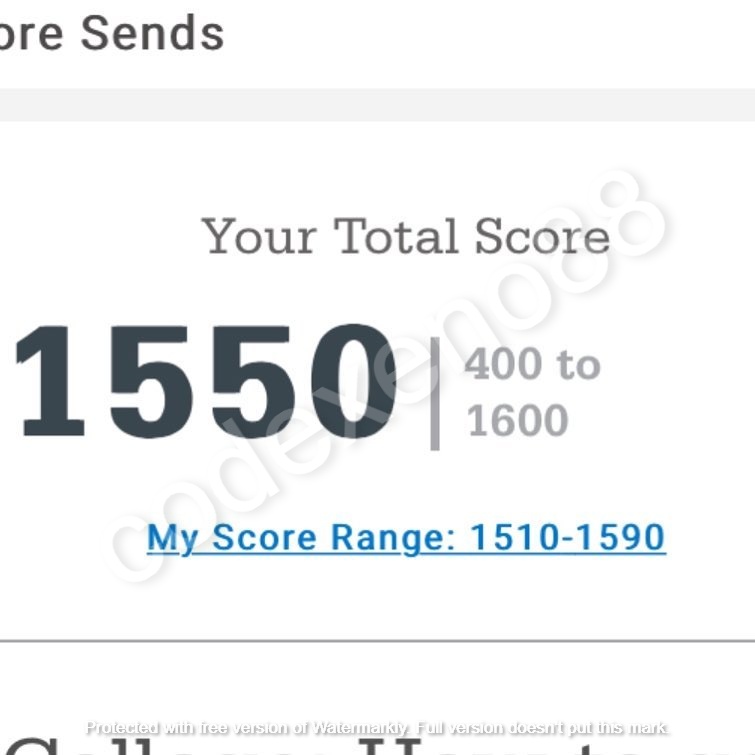 ore Sends
Your Total Score
1550
400 to
1600
My Score Range: 1510-1590
codexeno88
Protected with free version of Watermarkly. Full version doesn't put this mark.